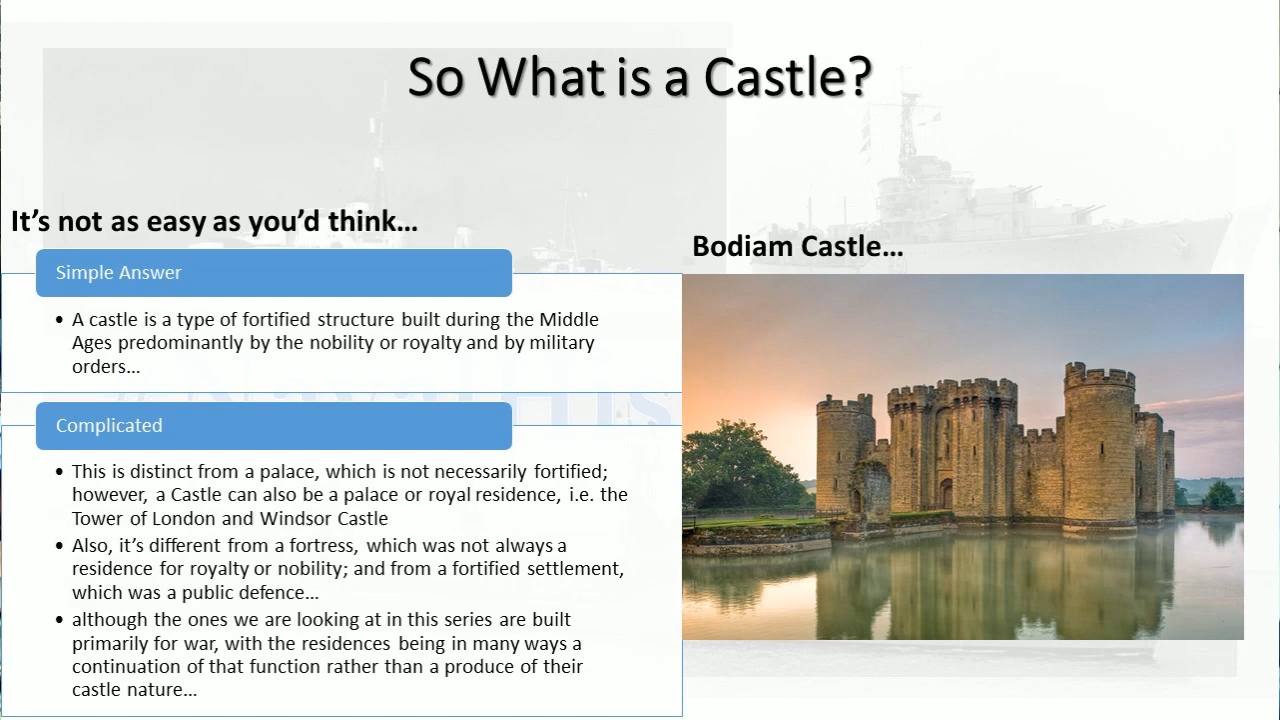 So What is a Castle?
It’s not as easy as you’d think…
Simple Answer
• A castle is a type of fortified structure built during the Middle
Ages predominantly by the nobility or royalty and by military
orders…
Complicated
• This is distinct from a palace, which is not necessarily fortified;
however, a Castle can also be a palace or royal residence, i.e. the
Tower of London and Windsor Castle
• Also, it’s different from a fortress, which was not always a
residence for royalty or nobility; and from a fortified settlement,
which was a public defence…
• although the ones we are looking at in this series are built
primarily for war, with the residences being in many ways a
continuation of that function rather than a produce of their
castle nature…
Bodiam Castle…